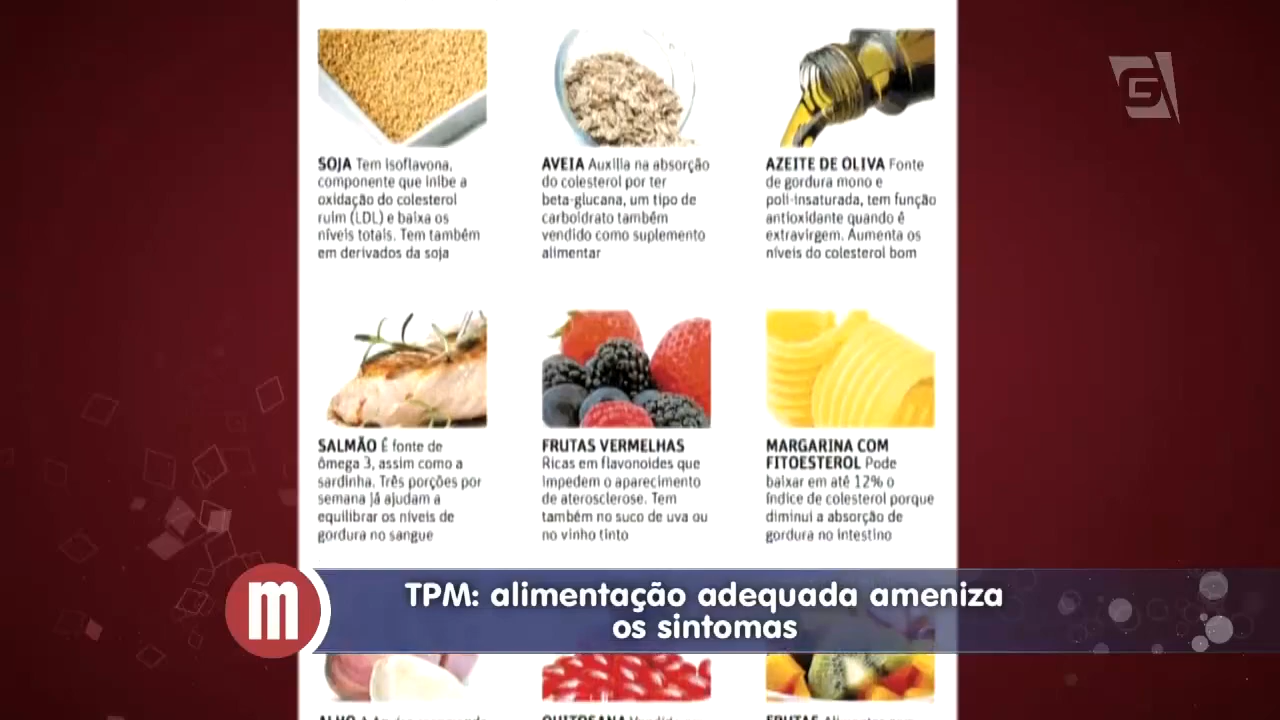 SOJA Tem isoflavona,
componente que inibe a
oxidação do colesterol
ruim (LDL) e baixa os
níveis totais. Tem também
em derivados da soja
AVEIA Auxilia na absorção
do colesterol por ter
beta-glucana, um tipo de
carboidrato também
vendido como suplemento
alimentar
AZEITE DE OLIVA Fonte
de gordura mono e
poli-insaturada, tem função
antioxidante quando é
extravirgem. Aumenta os
níveis do colesterol bom
SALMÃO É fonte de
ômega 3, assim como a
sardinha. Três porções por
semana já ajudam a
equilibrar os níveis de
gordura no sangue
FRUTAS VERMELHAS
Ricas em flavonoides que
impedem o aparecimento
de aterosclerose. Tem
também no suco de uva ou
no vinho tinto
MARGARINA COM
FITOESTEROL Pode
baixar em até 12% o
índice de colesterol porque
diminui a absorção de
gordura no intestino
m TPM: alimentação adequada ameniza
os sintomas
ALHO
QUITOSANA
FRUTAS